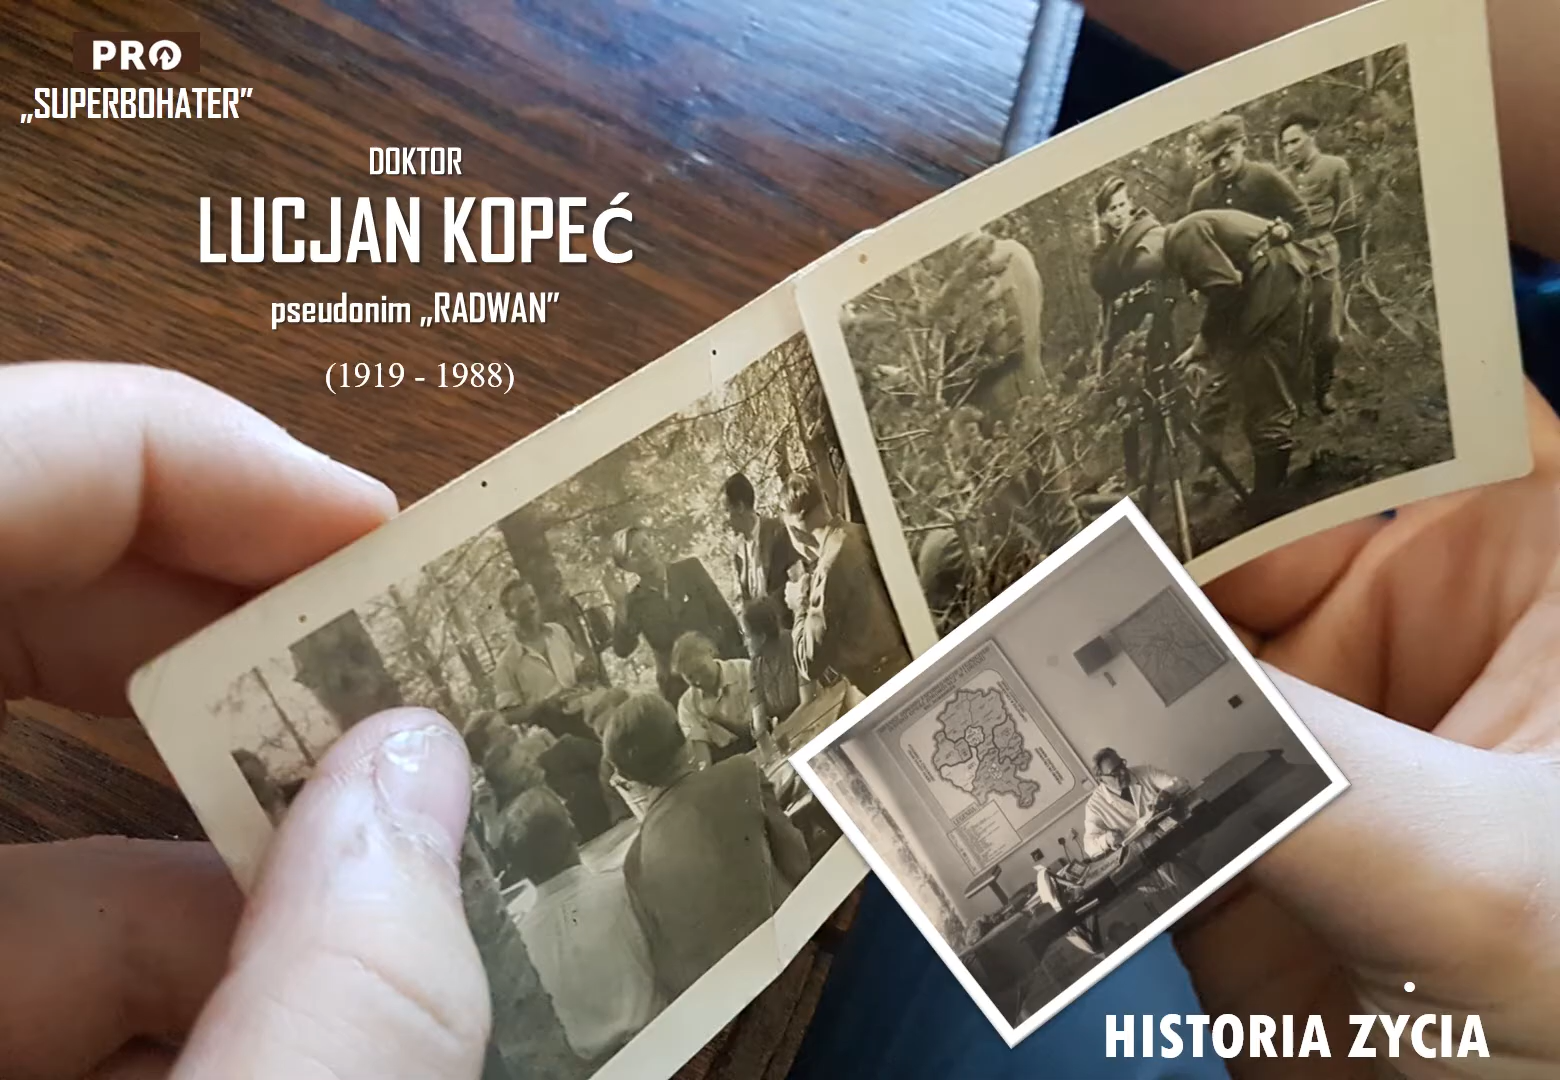 PRO
„SUPERBOHATER”
DOKTOR
LUCJAN KOPEĆ
pseudonim „RADWAN”
(1919 - 1988)
HISTORIA ŻYCIA